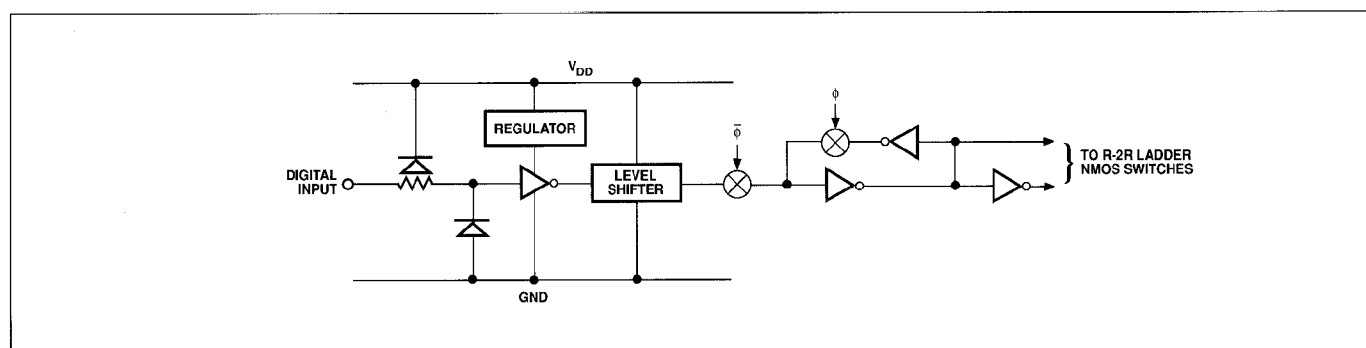 V_DD
REGULATOR
DIGITAL
INPUT
LEVEL
SHIFTER
GND
φ̄
φ
TO R-2R LADDER
NMOS SWITCHES